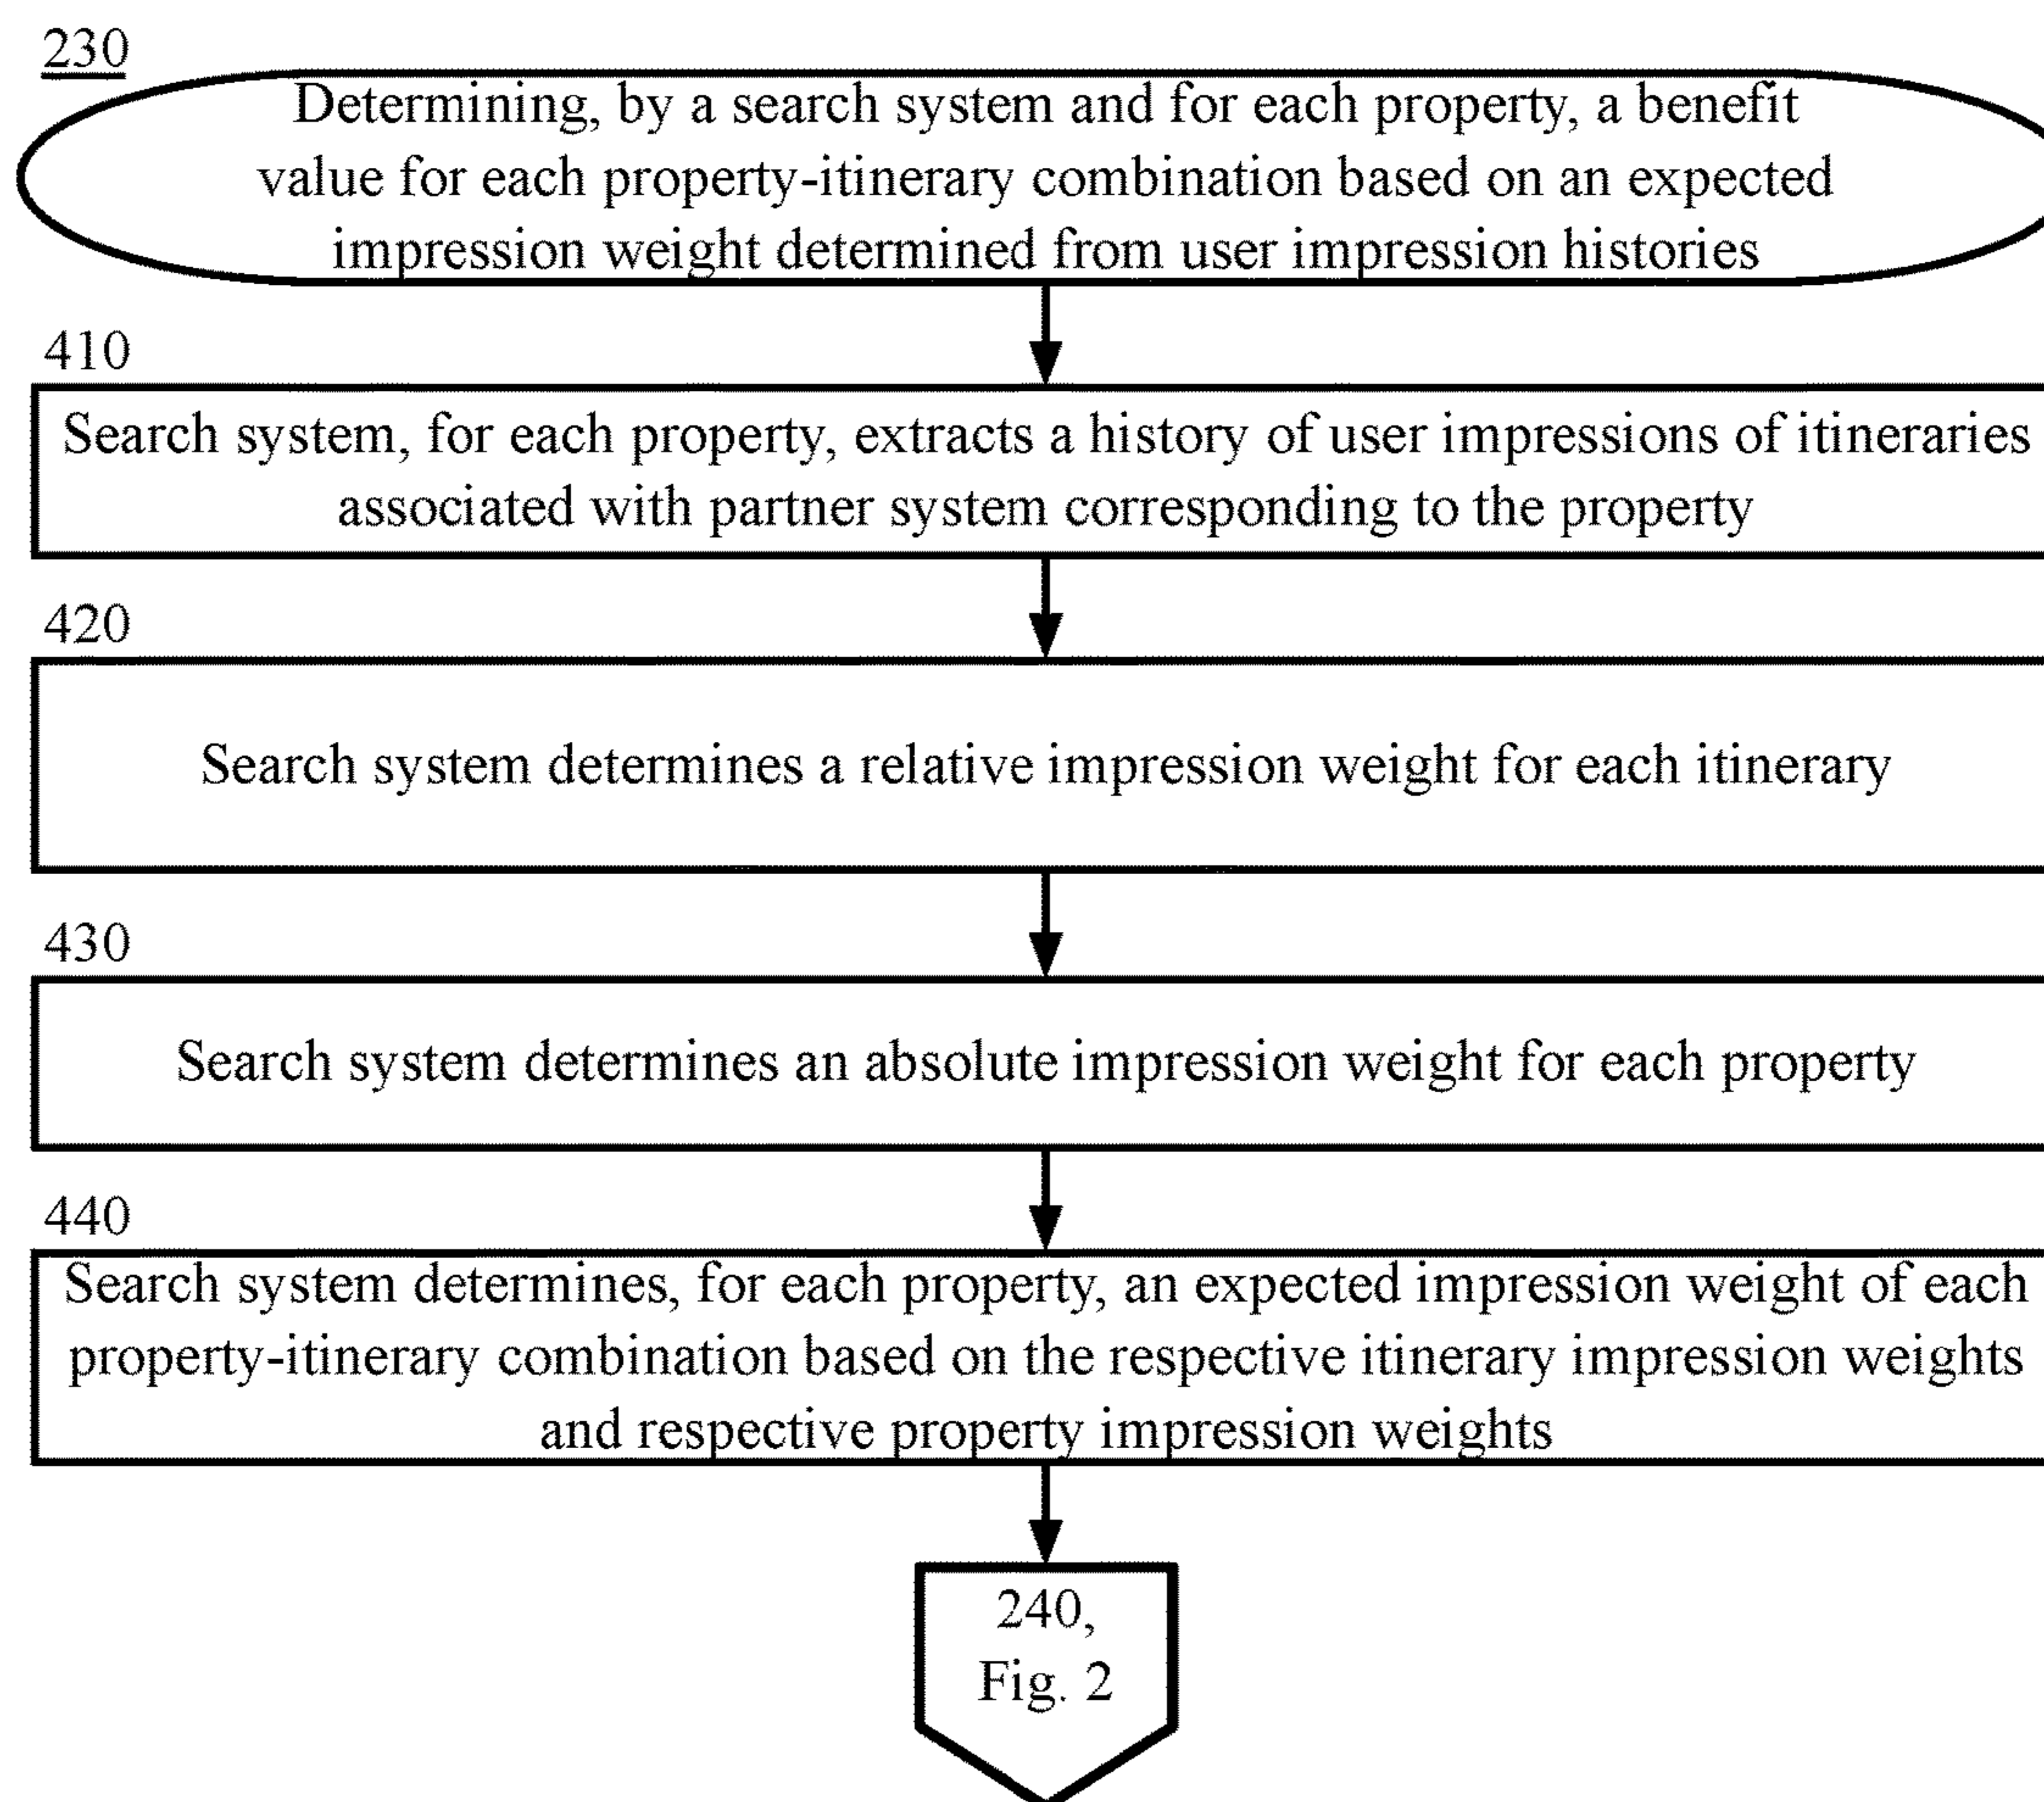 230
Determining, by a search system and for each property, a benefit
value for each property-itinerary combination based on an expected
impression weight determined from user impression histories
410
Search system, for each property, extracts a history of user impressions of itineraries
associated with partner system corresponding to the property
420
Search system determines a relative impression weight for each itinerary
430
Search system determines an absolute impression weight for each property
440
Search system determines, for each property, an expected impression weight of each
property-itinerary combination based on the respective itinerary impression weights
and respective property impression weights
240,
Fig. 2